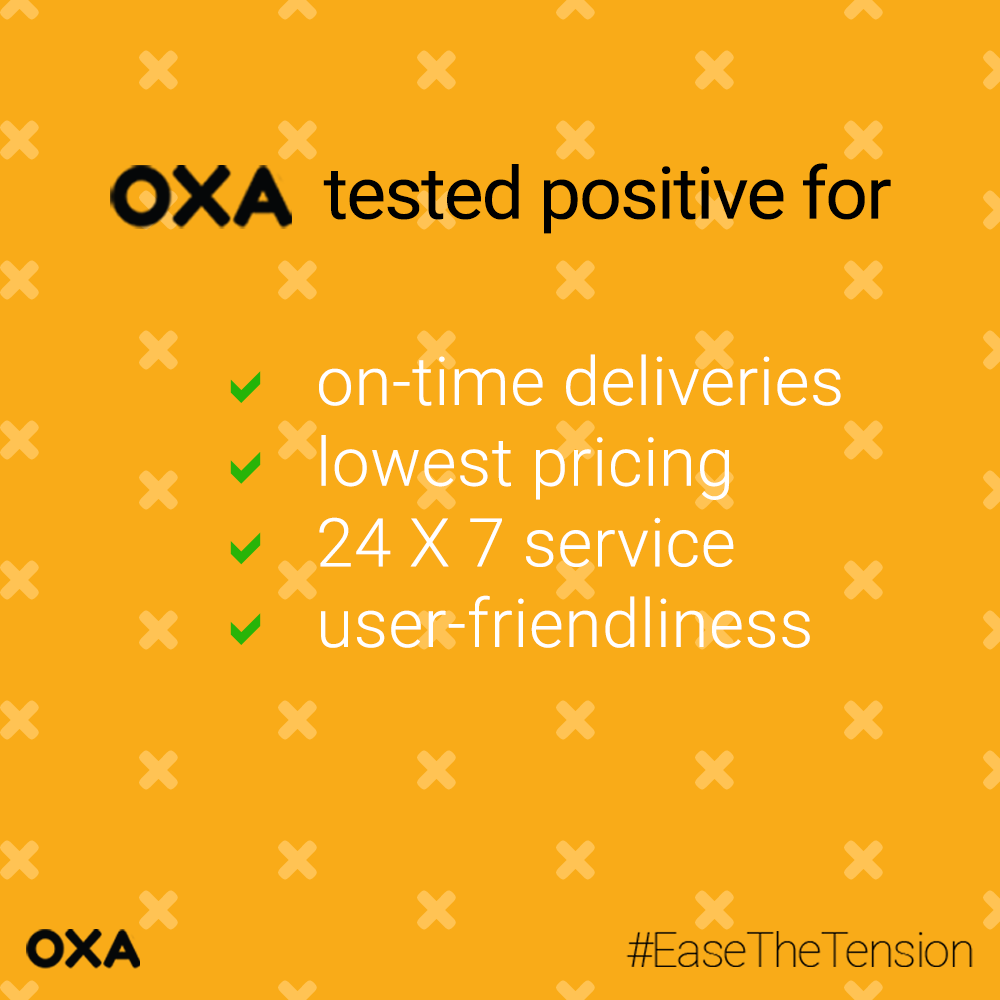 OXA tested positive for
on-time deliveries
lowest pricing
24 X 7 service
user-friendliness
OXA
#EaseTheTension